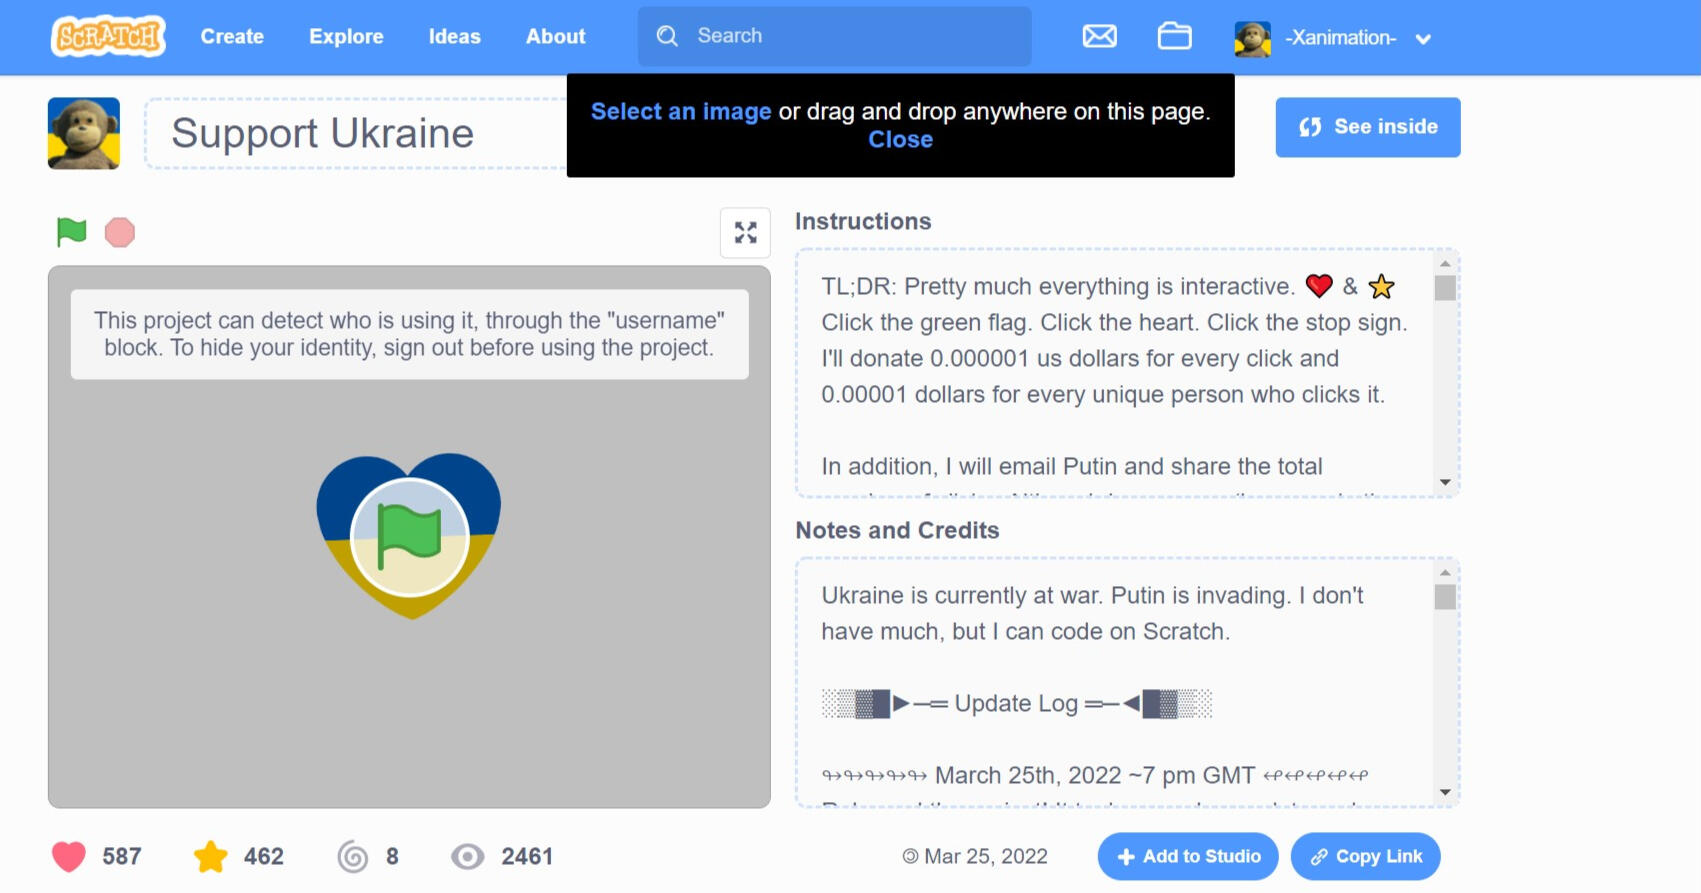 SCRATCH Create Explore Ideas About Search -Xanimation-
Select an image or drag and drop anywhere on this page.
Close
Support Ukraine
See inside
This project can detect who is using it, through the "username"
block. To hide your identity, sign out before using the project.
Instructions
TL;DR: Pretty much everything is interactive. ❤️ & ⭐
Click the green flag. Click the heart. Click the stop sign.
I'll donate 0.000001 us dollars for every click and
0.00001 dollars for every unique person who clicks it.
In addition, I will email Putin and share the total
Notes and Credits
Ukraine is currently at war. Putin is invading. I don't
have much, but I can code on Scratch.
░▒▓█►─═ Update Log ═─◄█▓▒░
↬↬↬↬↬ March 25th, 2022 ~7 pm GMT ↫↫↫↫↫
587 462 8 2461
Mar 25, 2022
Add to Studio
Copy Link